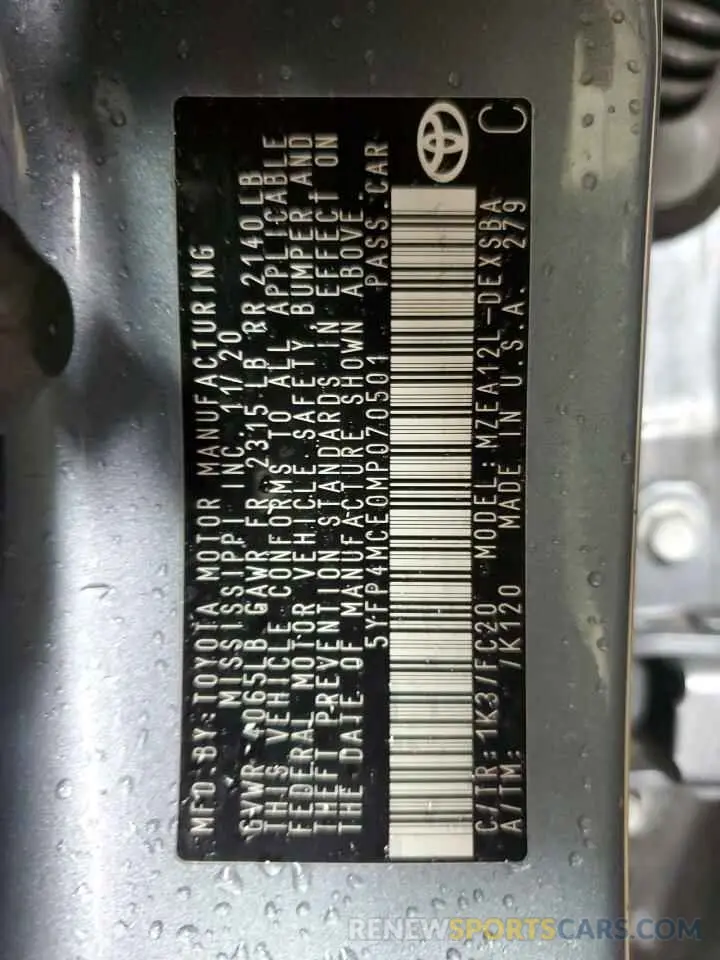 MFD.BY:TOYOTA MOTOR MANUFACTURING
MISSISSIPPI INC. 11/20
GVWR 4065LB GAWR FR 2315 LB RR 2140 LB
THIS VEHICLE CONFORMS TO ALL APPLICABLE
FEDERAL MOTOR VEHICLE SAFETY, BUMPER AND
THEFT PREVENTION STANDARDS IN EFFECT ON
THE DATE OF MANUFACTURE SHOWN ABOVE.
5YFP4MCE0MP070501 PASS.CAR
C/TR:1K3/FC20 MODEL:MZEA12L-DEXSBA
A/TM: /K120 MADE IN U.S.A. 279
C
RENEWSPORTSCARS.COM